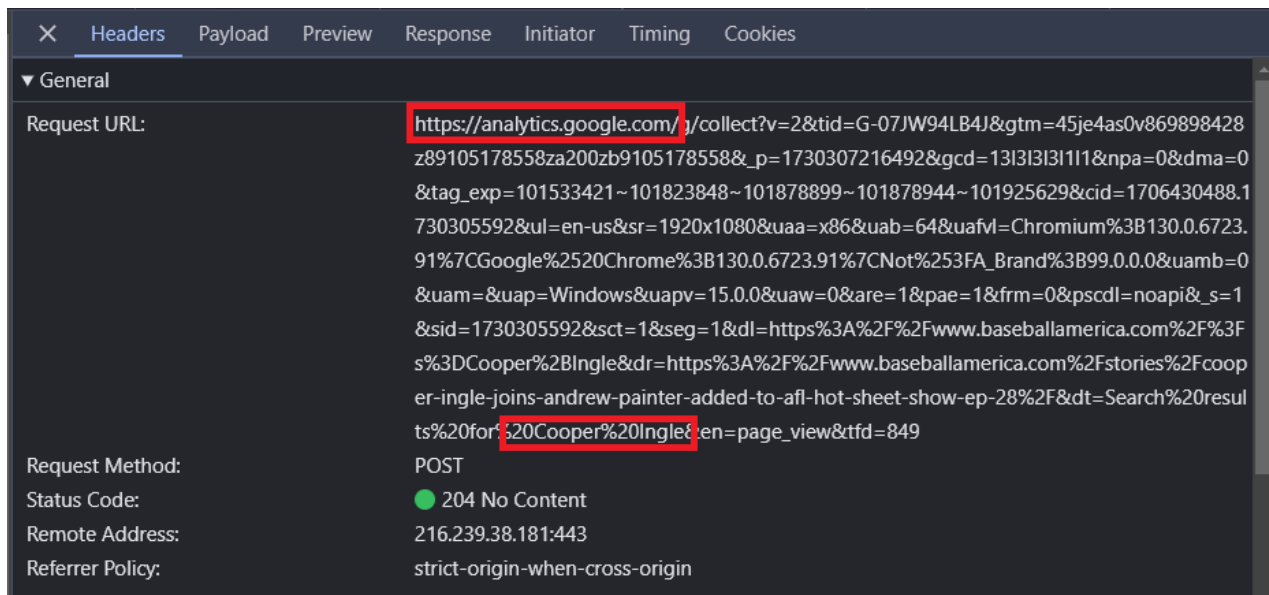 Headers Payload Preview Response Initiator Timing Cookies
General
Request URL: https://analytics.google.com/g/collect?v=2&tid=G-07JW94LB4J&gtm=45je4as0v869898428
z89105178558za200zb9105178558&_p=1730307216492&gcd=13l3l3l3l1l1&npa=0&dma=0
&tag_exp=101533421~101823848~101878899~101878944~101925629&cid=1706430488.1
730305592&ul=en-us&sr=1920x1080&uaa=x86&uab=64&uafvl=Chromium%3B130.0.6723.
91%7CGoogle%2520Chrome%3B130.0.6723.91%7CNot%253FA_Brand%3B99.0.0.0&uamb=0
&uam=&uap=Windows&uapv=15.0.0&uaw=0&are=1&pae=1&frm=0&pscdl=noapi&_s=1
&sid=1730305592&sct=1&seg=1&dl=https%3A%2F%2Fwww.baseballamerica.com%2F%3F
s%3DCooper%2BIngle&dr=https%3A%2F%2Fwww.baseballamerica.com%2Fstories%2Fcoop
er-ingle-joins-andrew-painter-added-to-afl-hot-sheet-show-ep-28%2F&dt=Search%20resul
ts%20for%20Cooper%20Ingle&en=page_view&tfd=849
Request Method: POST
Status Code: 204 No Content
Remote Address: 216.239.38.181:443
Referrer Policy: strict-origin-when-cross-origin